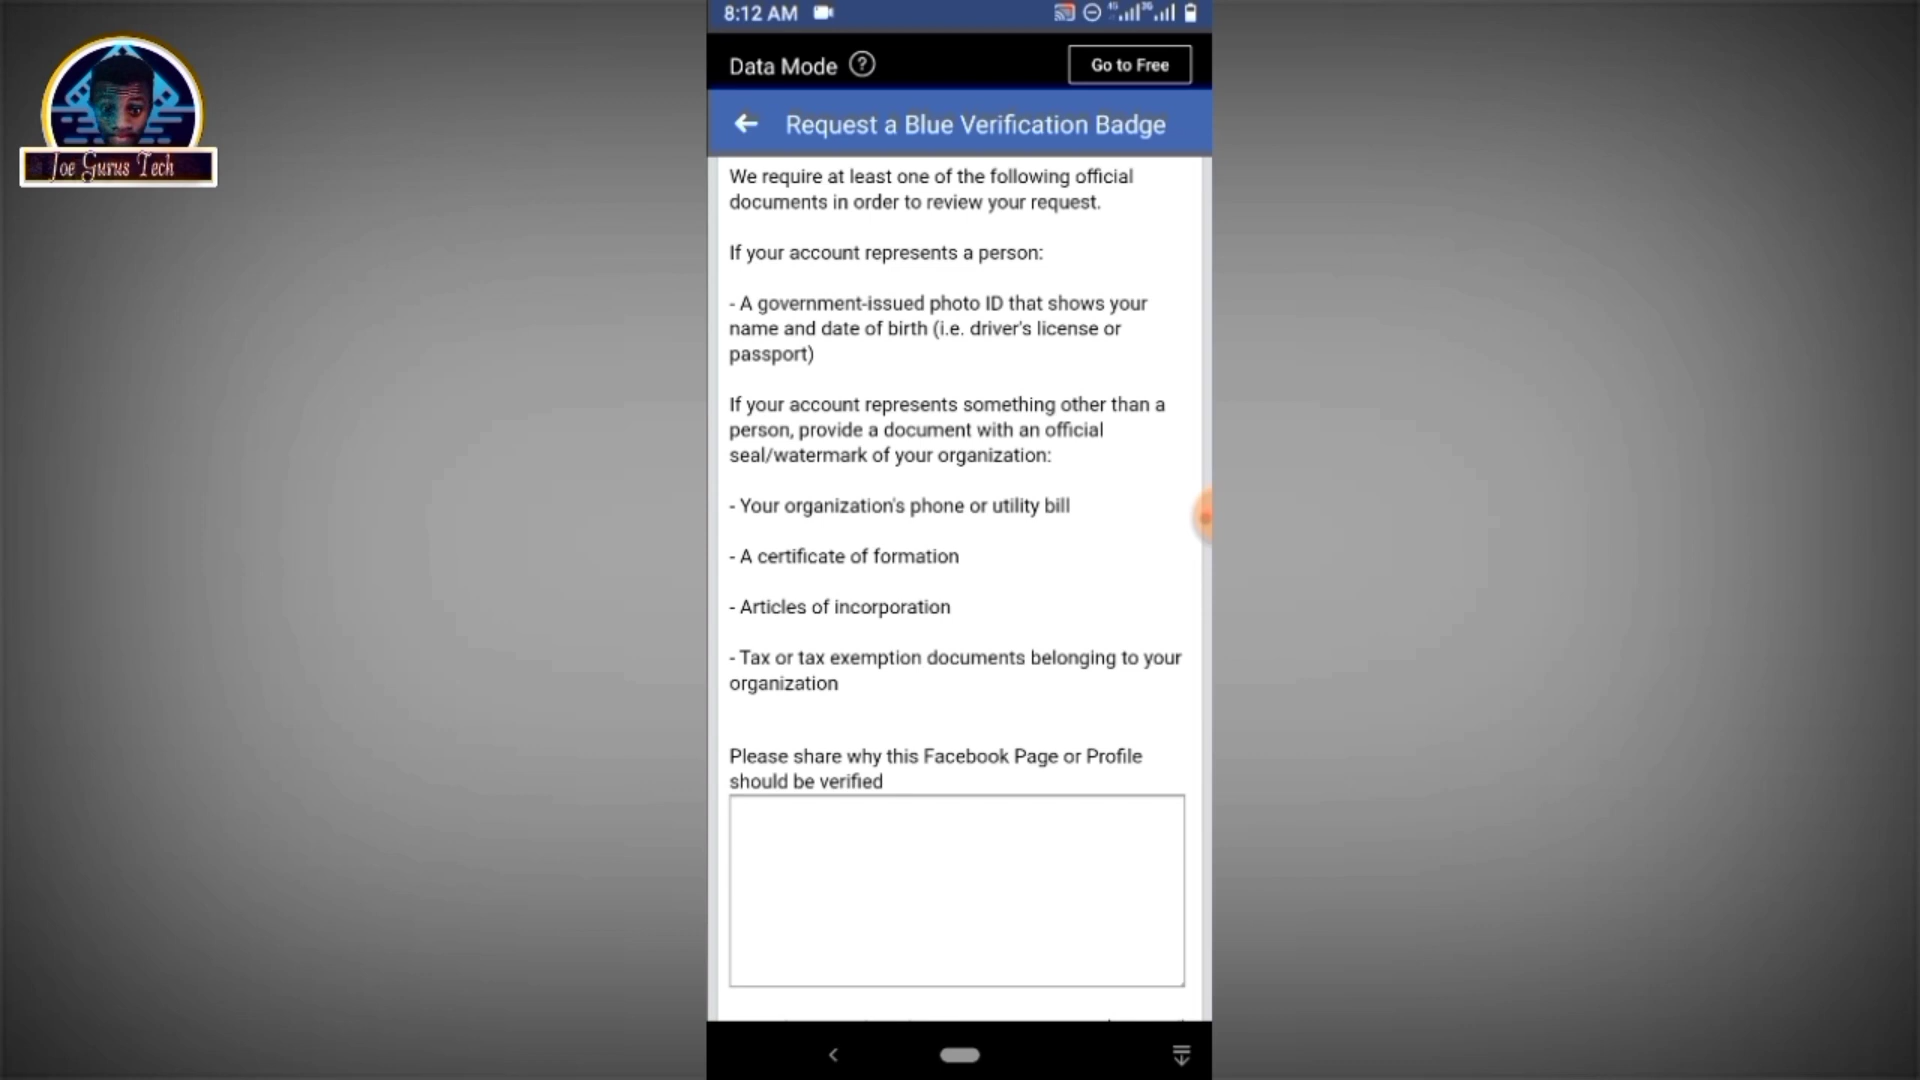 8:12 AM
4G 3G
Joe Gurus Tech
Data Mode ?
Go to Free
Request a Blue Verification Badge
We require at least one of the following official
documents in order to review your request.
If your account represents a person:
- A government-issued photo ID that shows your
name and date of birth (i.e. driver's license or
passport)
If your account represents something other than a
person, provide a document with an official
seal/watermark of your organization:
- Your organization's phone or utility bill
- A certificate of formation
- Articles of incorporation
- Tax or tax exemption documents belonging to your
organization
Please share why this Facebook Page or Profile
should be verified